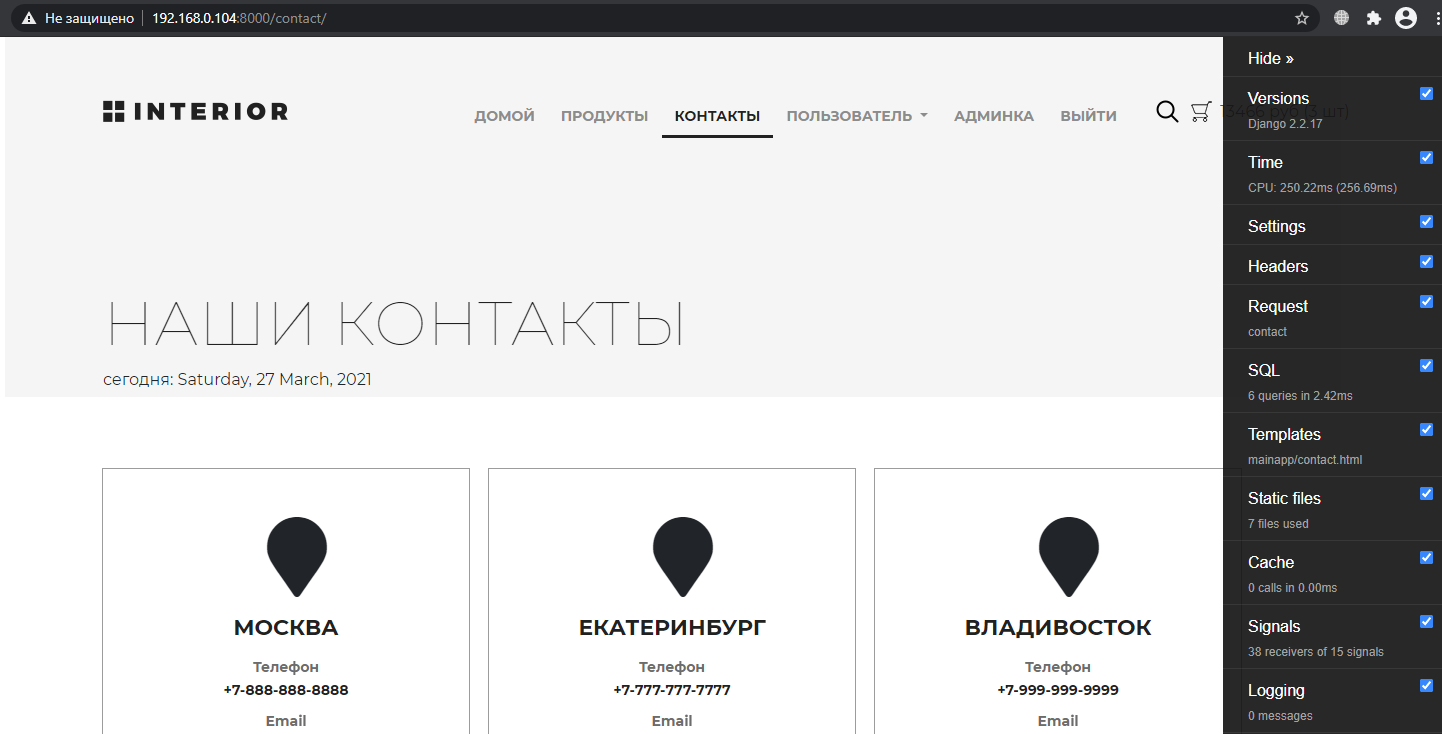 Не защищено 192.168.0.104:8000/contact/
INTERIOR
ДОМОЙ ПРОДУКТЫ КОНТАКТЫ ПОЛЬЗОВАТЕЛЬ АДМИНКА ВЫЙТИ
НАШИ КОНТАКТЫ
сегодня: Saturday, 27 March, 2021
МОСКВА
Телефон
+7-888-888-8888
Email
ЕКАТЕРИНБУРГ
Телефон
+7-777-777-7777
Email
ВЛАДИВОСТОК
Телефон
+7-999-999-9999
Email
Hide »
Versions
Django 2.2.17
Time
CPU: 250.22ms (256.69ms)
Settings
Headers
Request
contact
SQL
6 queries in 2.42ms
Templates
mainapp/contact.html
Static files
7 files used
Cache
0 calls in 0.00ms
Signals
38 receivers of 15 signals
Logging
0 messages